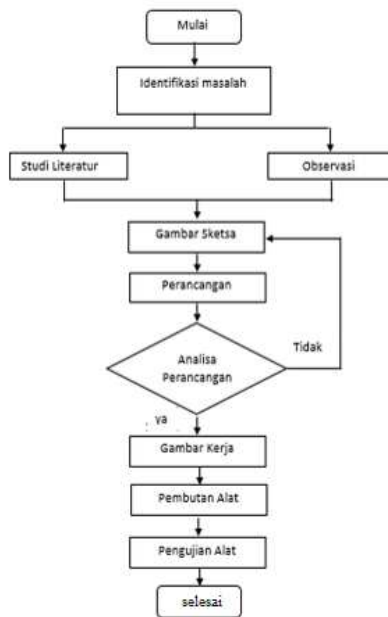 Mulai
Identifikasi masalah
Studi Literatur
Observasi
Gambar Sketsa
Perancangan
Tidak
Analisa
Perancangan
ya
Gambar Kerja
Pembutan Alat
Pengujian Alat
selesai